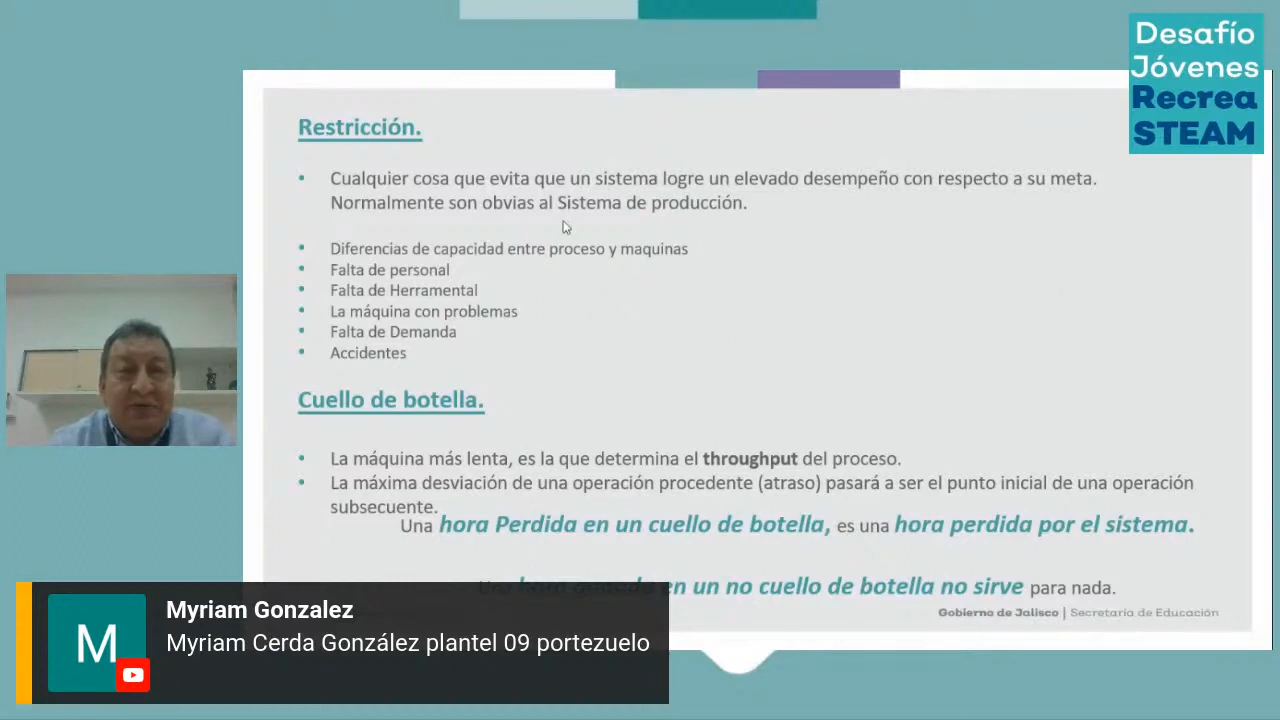 Desafío
Jóvenes
Recrea
STEAM
Restricción.
• Cualquier cosa que evita que un sistema logre un elevado desempeño con respecto a su meta.
Normalmente son obvias al Sistema de producción.
• Diferencias de capacidad entre proceso y maquinas
• Falta de personal
• Falta de Herramental
• La máquina con problemas
• Falta de Demanda
• Accidentes
Cuello de botella.
• La máquina más lenta, es la que determina el throughput del proceso.
• La máxima desviación de una operación procedente (atraso) pasará a ser el punto inicial de una operación
subsecuente.
Una hora Perdida en un cuello de botella, es una hora perdida por el sistema.
en un no cuello de botella no sirve para nada.
Gobierno de Jalisco | Secretaría de Educación
Myriam Gonzalez
M
Myriam Cerda González plantel 09 portezuelo